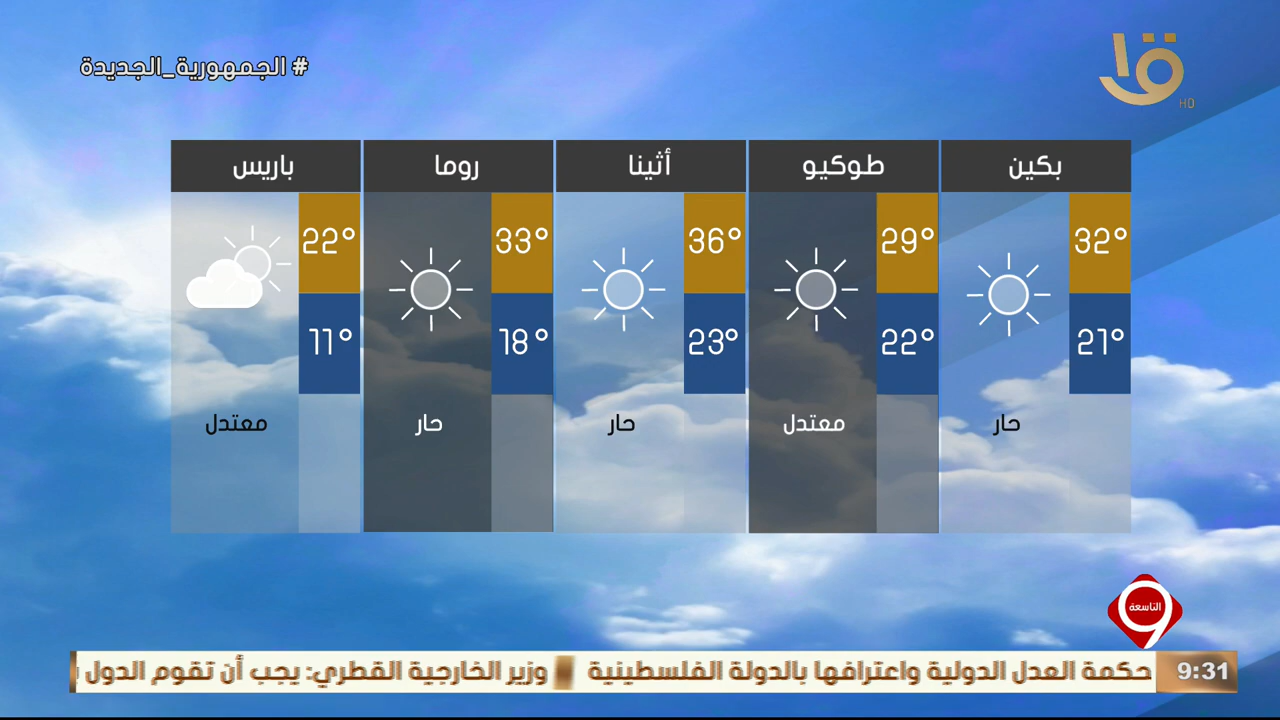 #الجمهورية_الجديدة
HD
بكين
32°
21°
حار
طوكيو
29°
22°
معتدل
أثينا
36°
23°
حار
روما
33°
18°
حار
باريس
22°
11°
معتدل
التاسعة
9
9:31
حكمة العدل الدولية واعترافها بالدولة الفلسطينية
وزير الخارجية القطري: يجب أن تقوم الدول